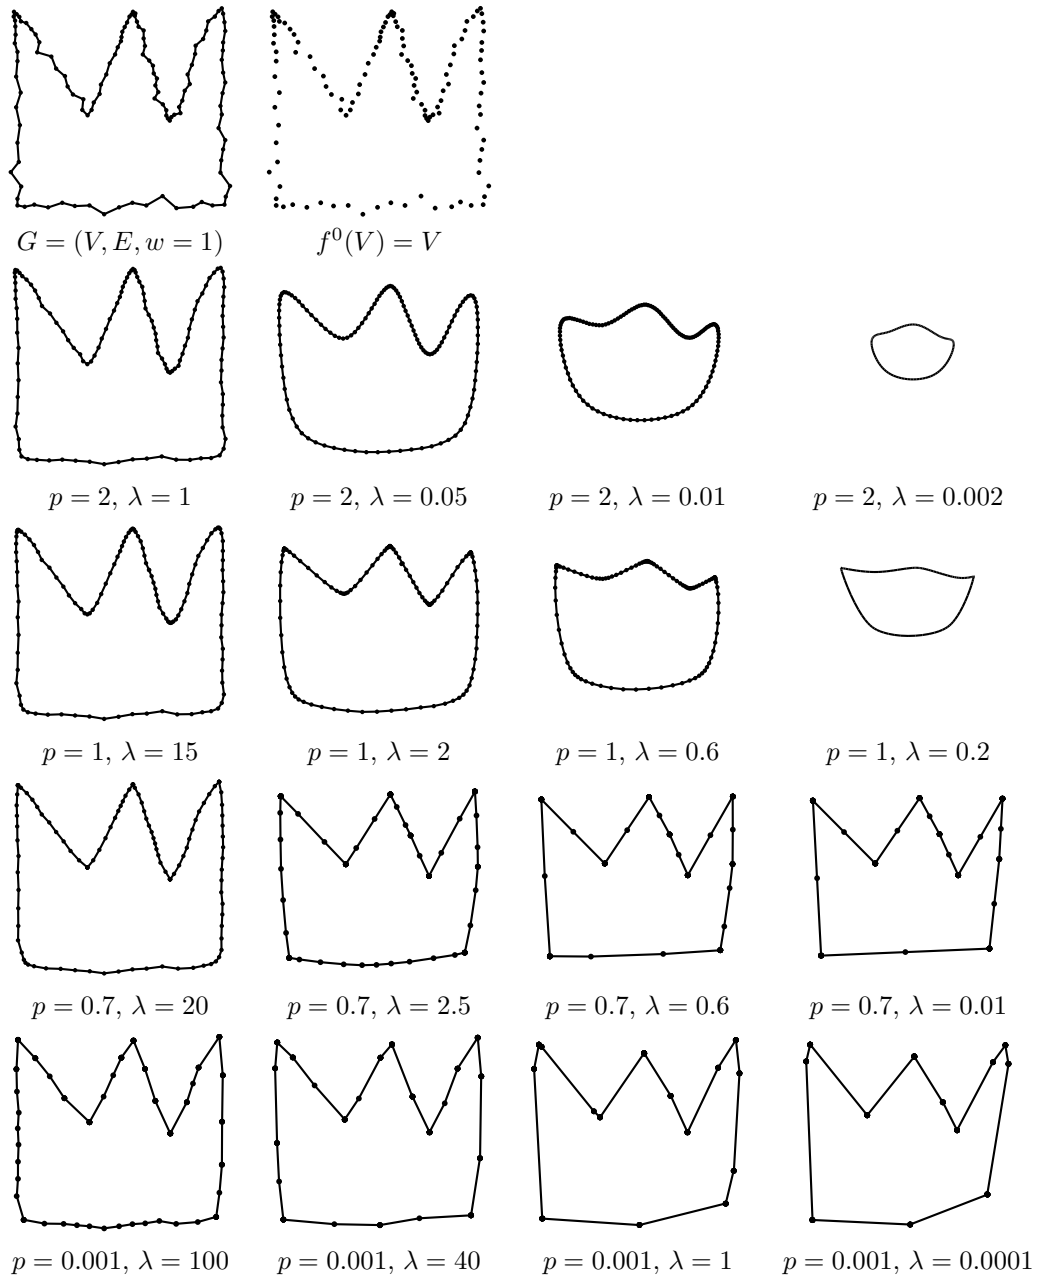 G = (V, E, w = 1) f⁰(V) = V
p = 2, λ = 1 p = 2, λ = 0.05 p = 2, λ = 0.01 p = 2, λ = 0.002
p = 1, λ = 15 p = 1, λ = 2 p = 1, λ = 0.6 p = 1, λ = 0.2
p = 0.7, λ = 20 p = 0.7, λ = 2.5 p = 0.7, λ = 0.6 p = 0.7, λ = 0.01
p = 0.001, λ = 100 p = 0.001, λ = 40 p = 0.001, λ = 1 p = 0.001, λ = 0.0001